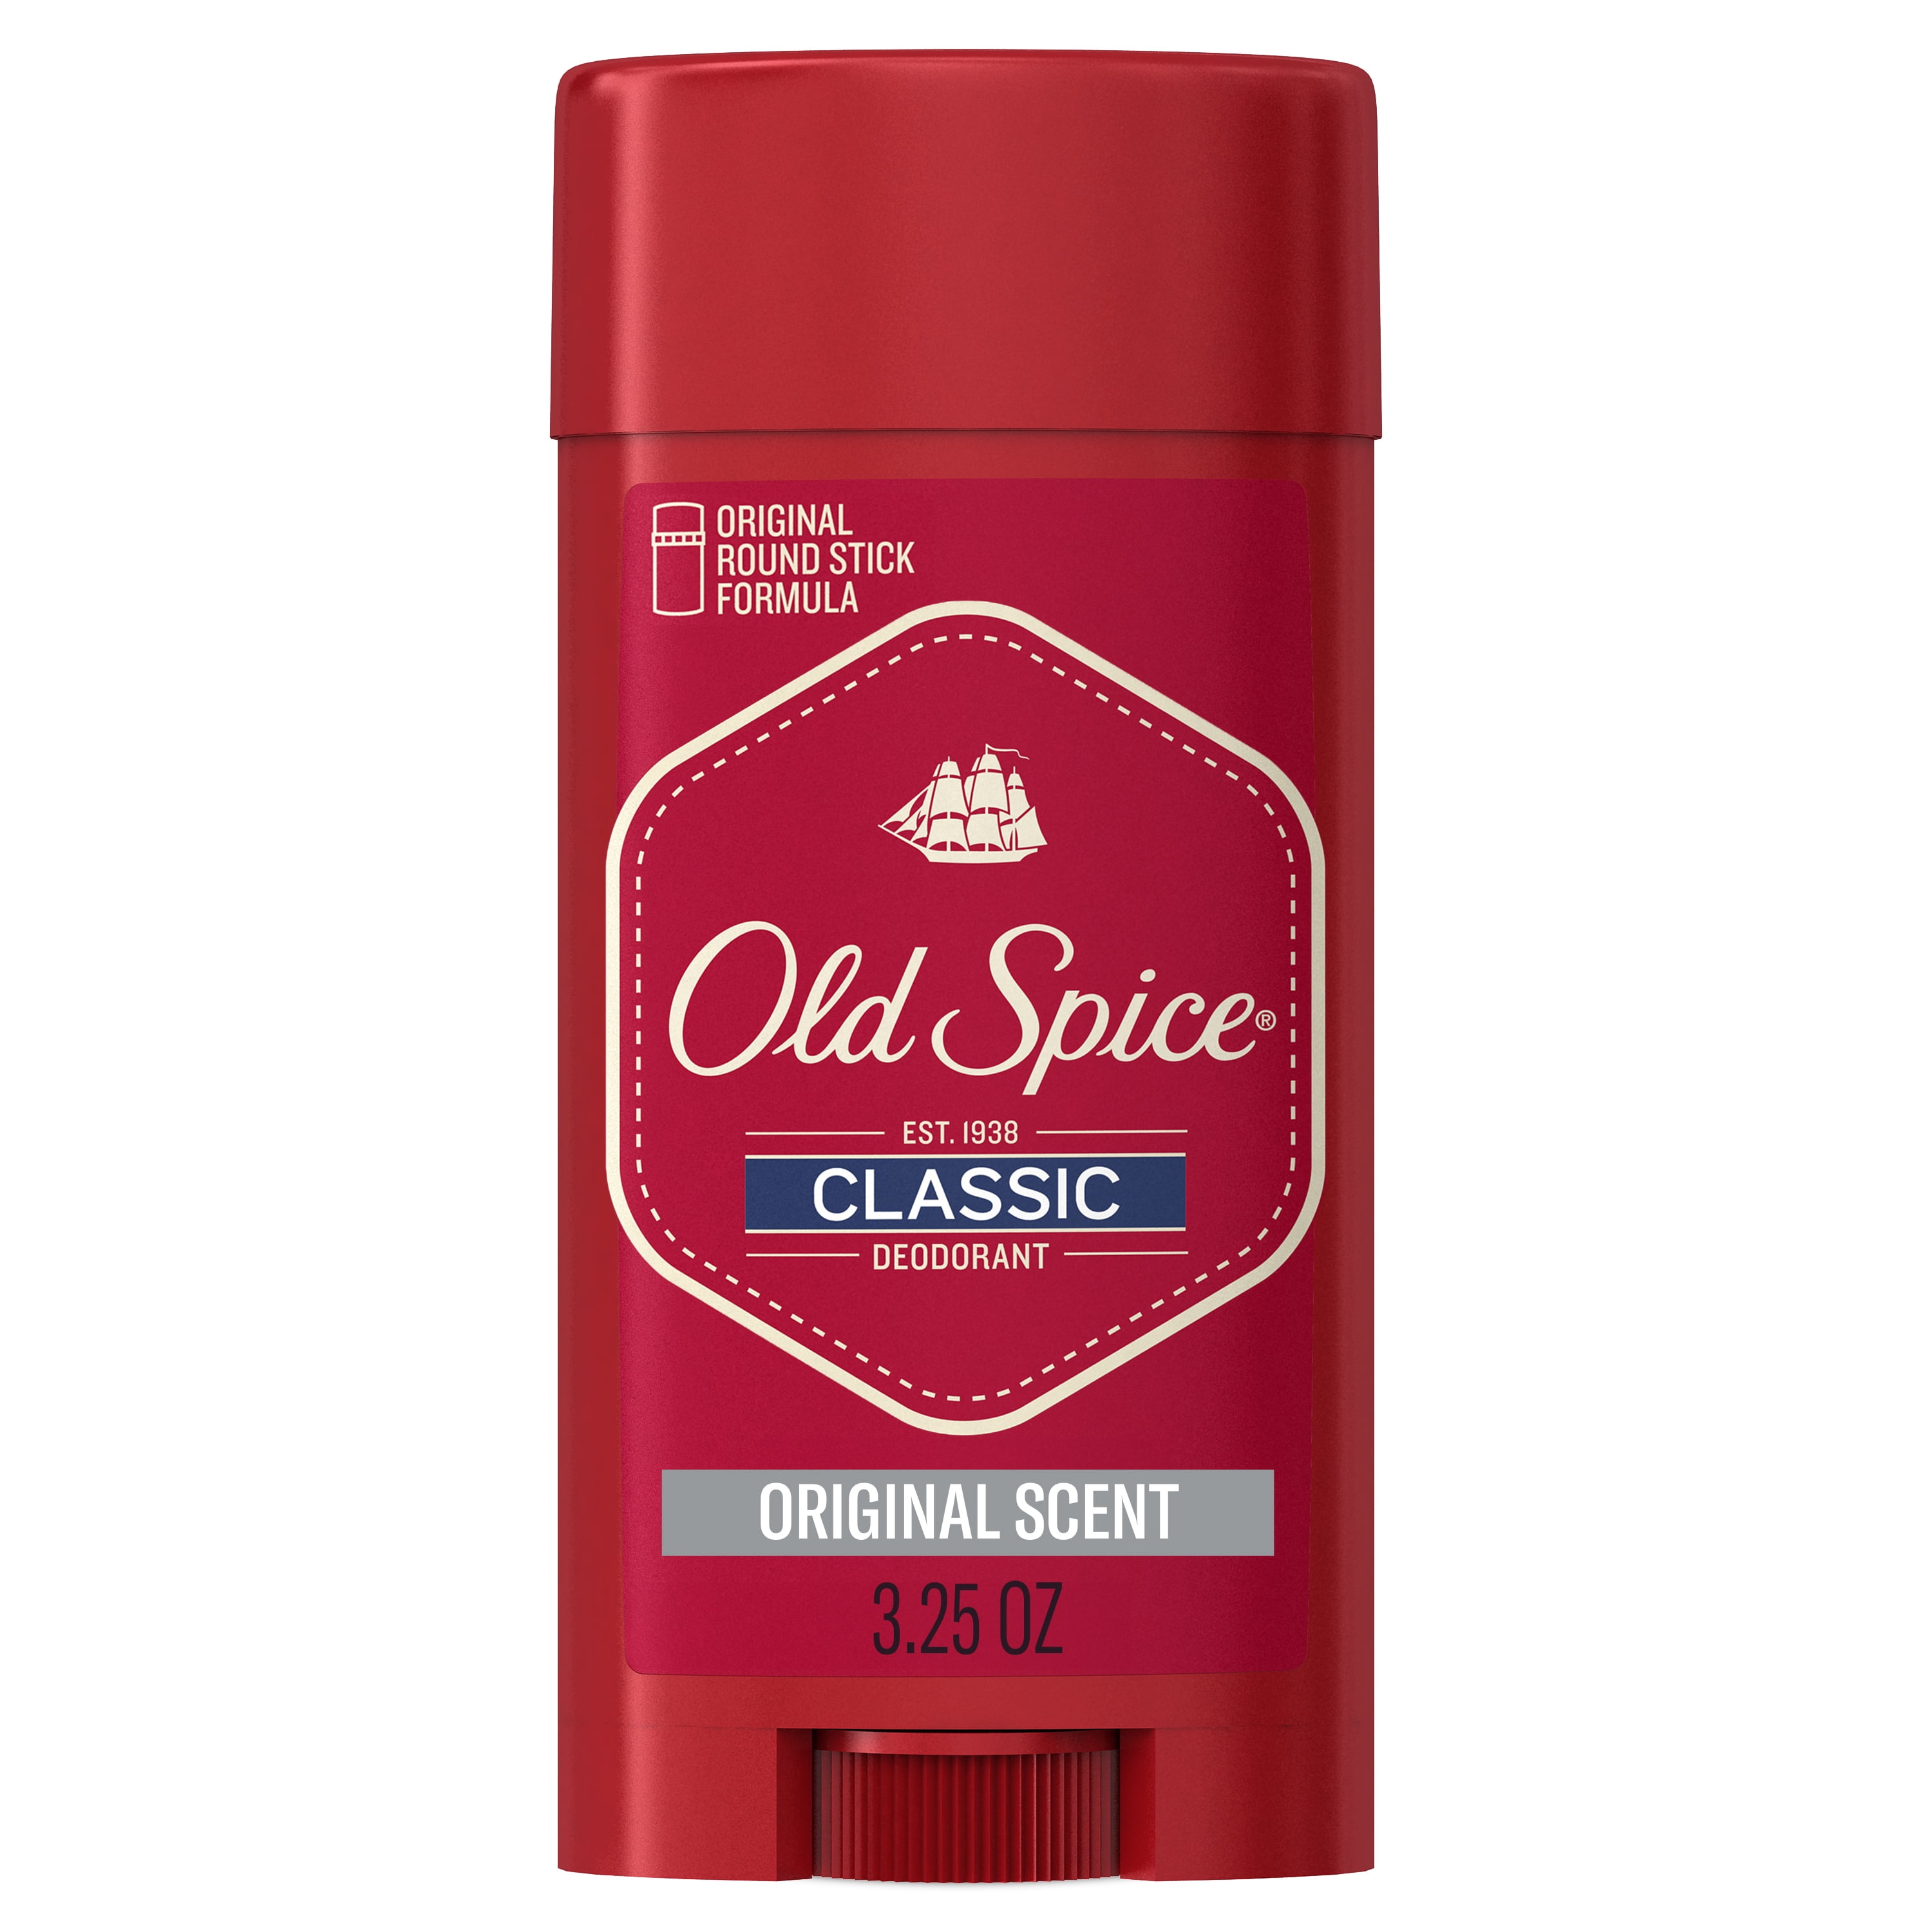 ORIGINAL
ROUND STICK
FORMULA
Old Spice®
EST. 1938
CLASSIC
DEODORANT
ORIGINAL SCENT
3.25 OZ